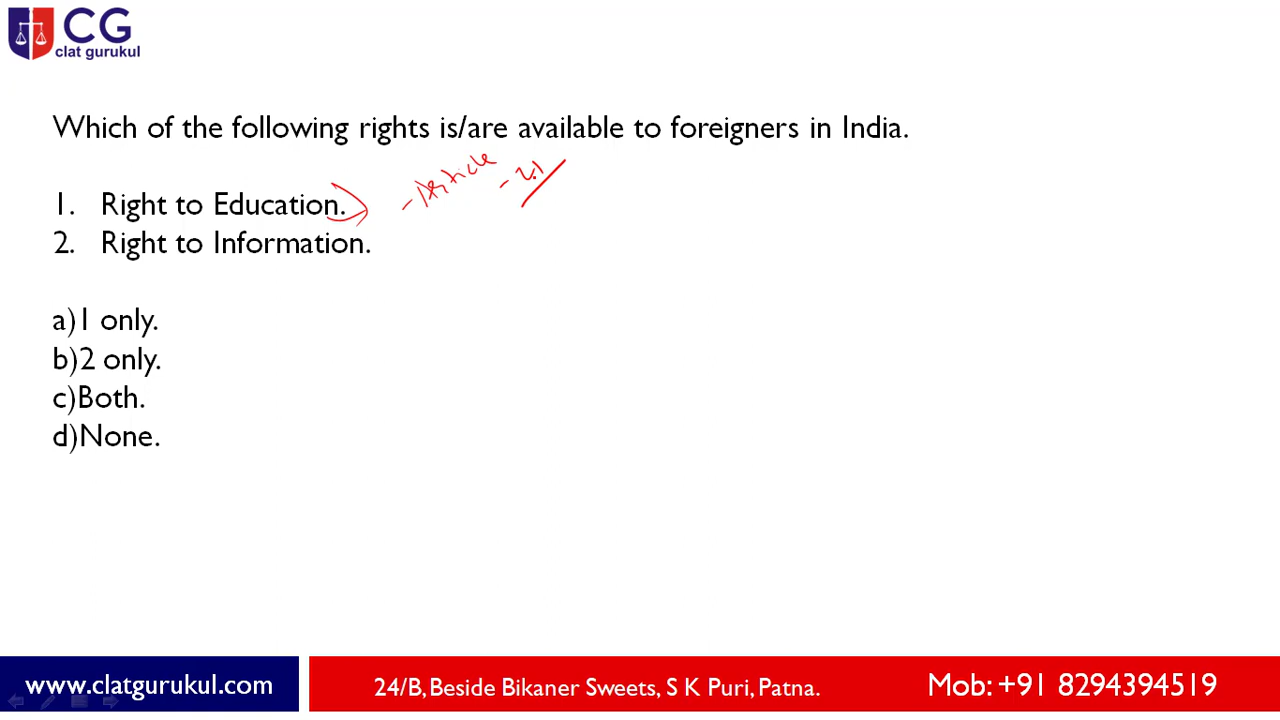 CG
clat gurukul
Which of the following rights is/are available to foreigners in India.
- Article - 21
1. Right to Education.
2. Right to Information.
a)1 only.
b)2 only.
c)Both.
d)None.
www.clatgurukul.com
24/B, Beside Bikaner Sweets, S K Puri, Patna.
Mob: +91 8294394519